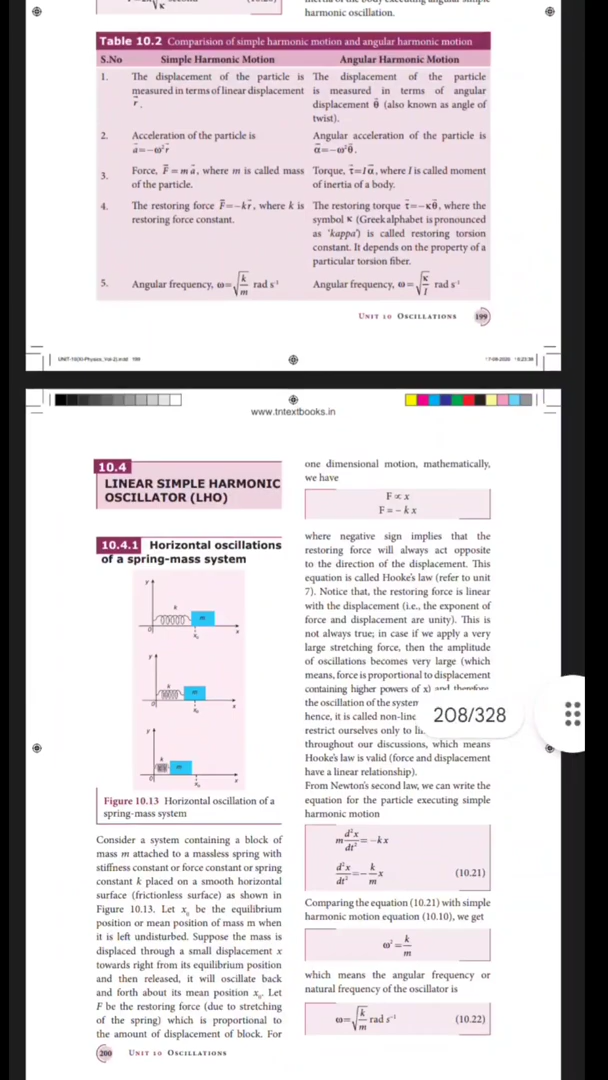 harmonic oscillation.
Table 10.2 Comparision of simple harmonic motion and angular harmonic motion
S.No Simple Harmonic Motion Angular Harmonic Motion
1. The displacement of the particle is measured in terms of linear displacement r⃗.
The displacement of the particle is measured in terms of angular displacement θ⃗ (also known as angle of twist).
2. Acceleration of the particle is
a⃗=−ω²r⃗
Angular acceleration of the particle is
α⃗=−ω²θ⃗.
3. Force, F⃗=m a⃗, where m is called mass of the particle.
Torque, τ⃗=Iα⃗, where I is called moment of inertia of a body.
4. The restoring force F⃗=−kr⃗, where k is restoring force constant.
The restoring torque τ⃗=−κθ⃗, where the symbol κ (Greek alphabet is pronounced as 'kappa') is called restoring torsion constant. It depends on the property of a particular torsion fiber.
5. Angular frequency, ω=√(k/m) rad s⁻¹
Angular frequency, ω=√(κ/I) rad s⁻¹
UNIT 10 OSCILLATIONS 199
www.tntextbooks.in
10.4
LINEAR SIMPLE HARMONIC
OSCILLATOR (LHO)
10.4.1 Horizontal oscillations
of a spring-mass system
Figure 10.13 Horizontal oscillation of a
spring-mass system
Consider a system containing a block of
mass m attached to a massless spring with
stiffness constant or force constant or spring
constant k placed on a smooth horizontal
surface (frictionless surface) as shown in
Figure 10.13. Let x₀ be the equilibrium
position or mean position of mass m when
it is left undisturbed. Suppose the mass is
displaced through a small displacement x
towards right from its equilibrium position
and then released, it will oscillate back
and forth about its mean position x₀. Let
F be the restoring force (due to stretching
of the spring) which is proportional to
the amount of displacement of block. For
one dimensional motion, mathematically,
we have
F ∝ x
F = − k x
where negative sign implies that the
restoring force will always act opposite
to the direction of the displacement. This
equation is called Hooke's law (refer to unit
7). Notice that, the restoring force is linear
with the displacement (i.e., the exponent of
force and displacement are unity). This is
not always true; in case if we apply a very
large stretching force, then the amplitude
of oscillations becomes very large (which
means, force is proportional to displacement
containing higher powers of x) and therefore
the oscillation of the system
hence, it is called
restrict ourselves only to
throughout our discussions, which means
Hooke's law is valid (force and displacement
have a linear relationship).
From Newton's second law, we can write the
equation for the particle executing simple
harmonic motion
m d²x/dt² = −kx
d²x/dt² = −(k/m)x (10.21)
Comparing the equation (10.21) with simple
harmonic motion equation (10.10), we get
ω² = k/m
which means the angular frequency or
natural frequency of the oscillator is
ω=√(k/m) rad s⁻¹ (10.22)
200 UNIT 10 OSCILLATIONS
208/328